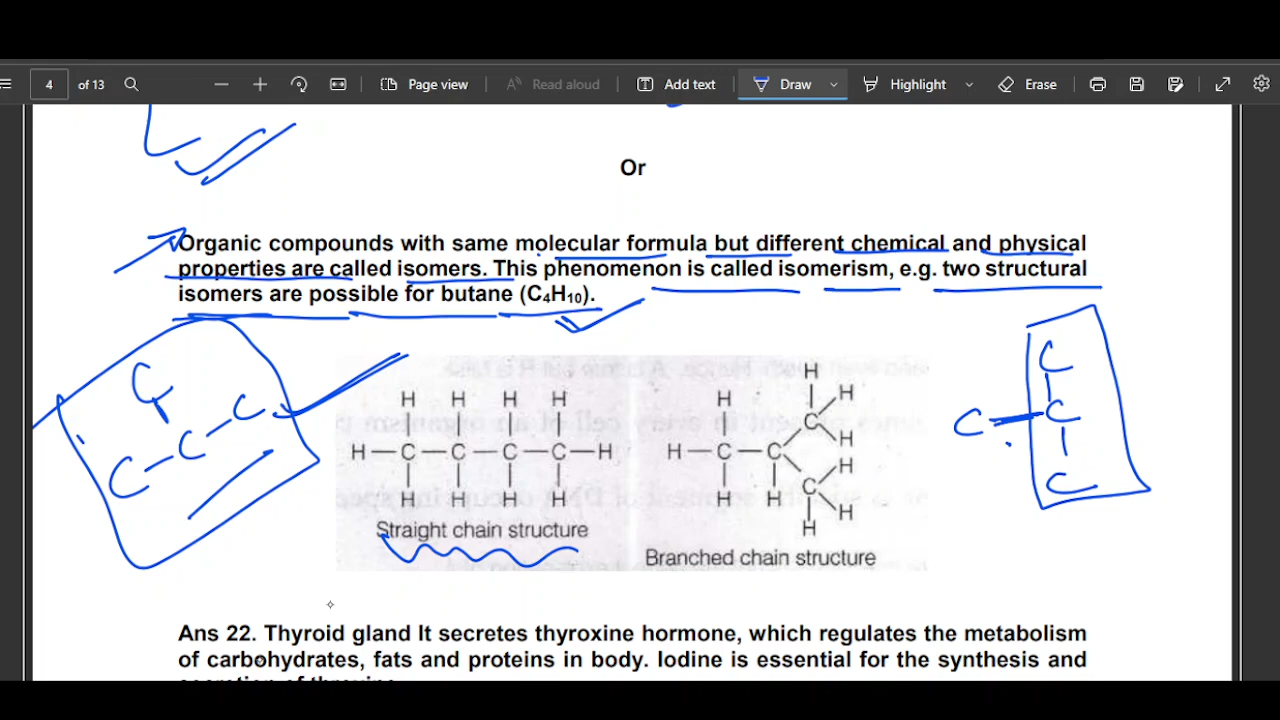 4 of 13 Page view Read aloud Add text Draw Highlight Erase
Or
Organic compounds with same molecular formula but different chemical and physical
properties are called isomers. This phenomenon is called isomerism, e.g. two structural
isomers are possible for butane (C₄H₁₀).
H H H H
H—C—C—C—C—H
H H H H
Straight chain structure
H
H H
C
H
H—C—C
H
C
H H H
H
Branched chain structure
C
C—C—C
C
C—C
C
Ans 22. Thyroid gland It secretes thyroxine hormone, which regulates the metabolism
of carbohydrates, fats and proteins in body. Iodine is essential for the synthesis and